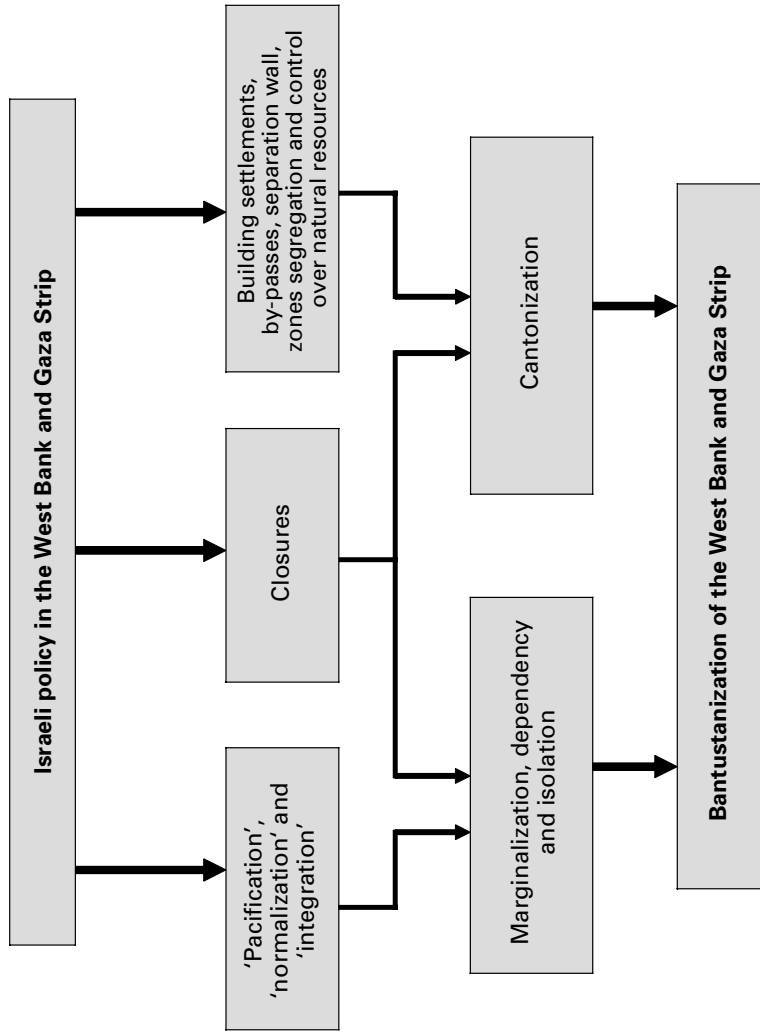 Israeli policy in the West Bank and Gaza Strip
‘Pacification’,
‘normalization‘ and
‘integration’
Closures
Building settlements,
by-passes, separation wall,
zones segregation and control
over natural resources
Marginalization, dependency
and isolation
Cantonization
Bantustanization of the West Bank and Gaza Strip